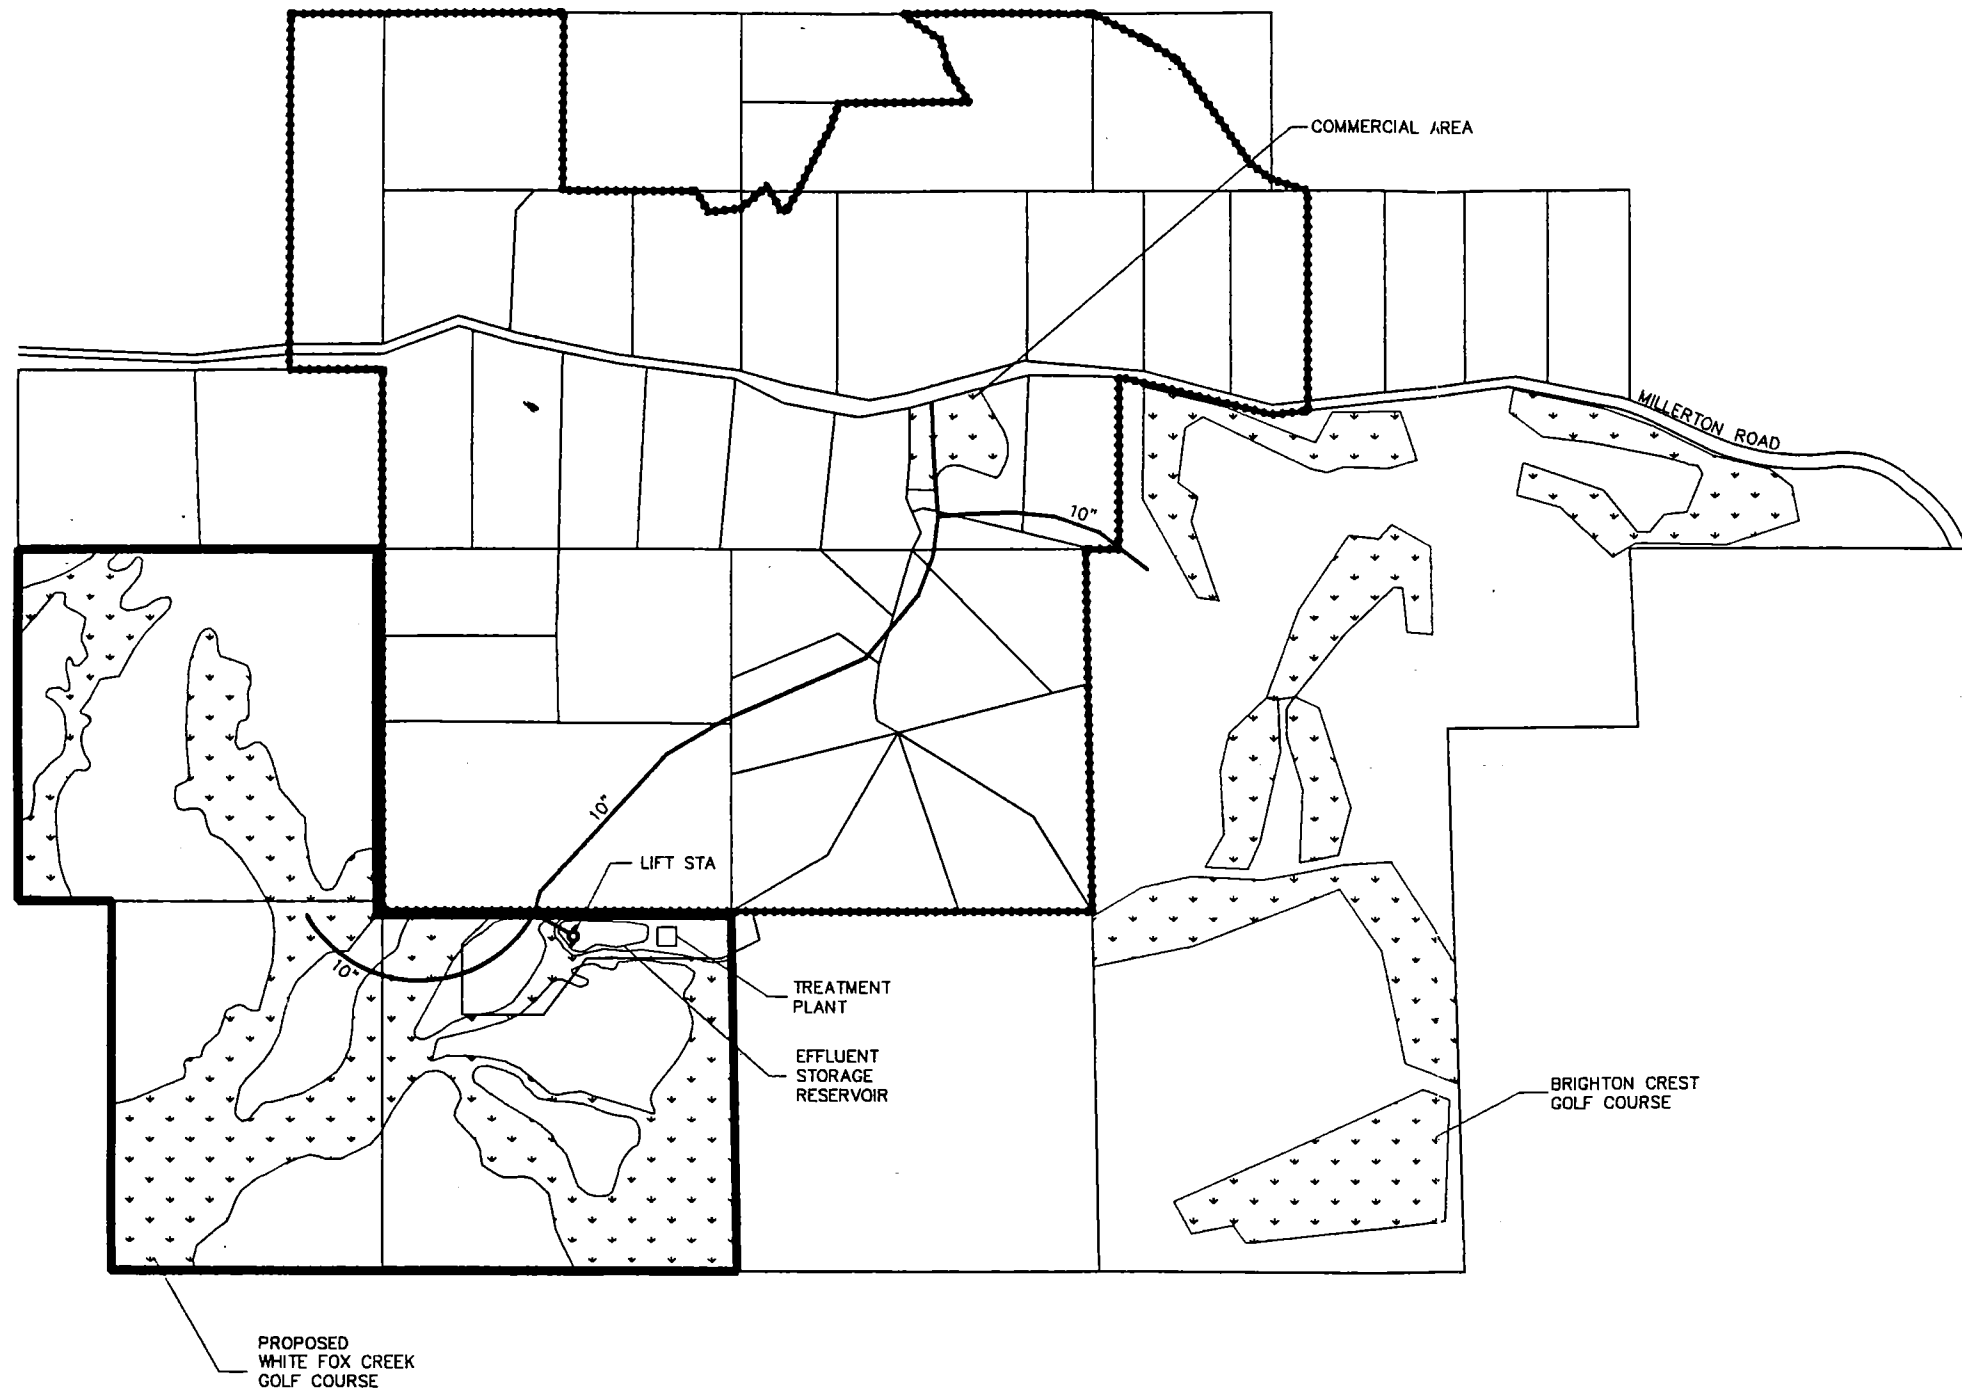 COMMERCIAL AREA
MILLERTON ROAD
10"
10"
LIFT STA
10"
TREATMENT
PLANT
EFFLUENT
STORAGE
RESERVOIR
BRIGHTON CREST
GOLF COURSE
PROPOSED
WHITE FOX CREEK
GOLF COURSE